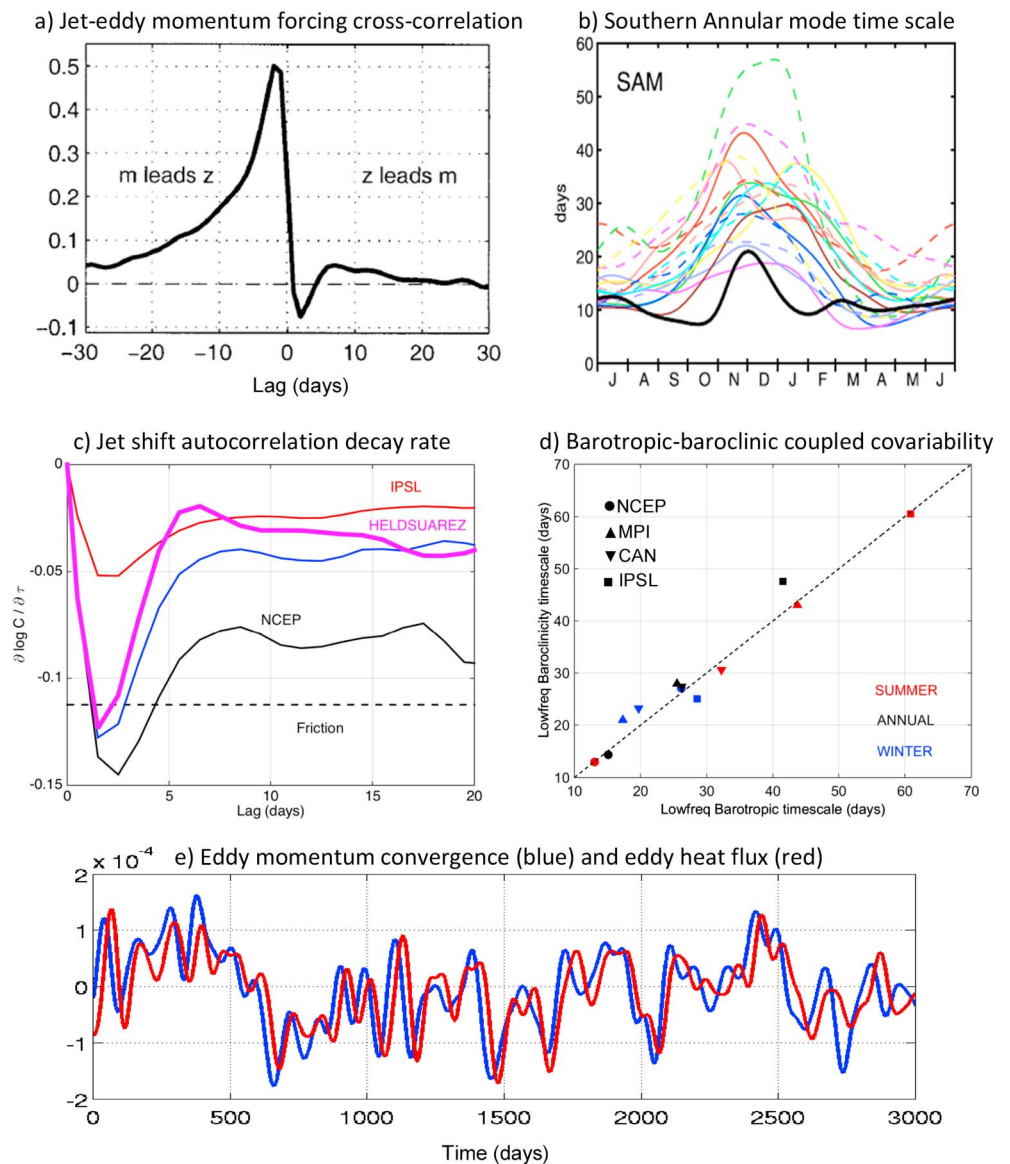 a) Jet-eddy momentum forcing cross-correlation
0.5
0.4
0.3
0.2
0.1
0
−0.1
m leads z
z leads m
−30 −20 −10 0 10 20 30
Lag (days)
b) Southern Annular mode time scale
60
50
40
30
20
10
0
days
SAM
J A S O N D J F M A M J
c) Jet shift autocorrelation decay rate
0
-0.05
-0.1
-0.15
∂ log C / ∂ τ
IPSL
HELDSUAREZ
NCEP
Friction
0 5 10 15 20
Lag (days)
d) Barotropic-baroclinic coupled covariability
70
60
50
40
30
20
10
Lowfreq Baroclinicity timescale (days)
NCEP
MPI
CAN
IPSL
SUMMER
ANNUAL
WINTER
10 20 30 40 50 60 70
Lowfreq Barotropic timescale (days)
e) Eddy momentum convergence (blue) and eddy heat flux (red)
× 10⁻⁴
2
1
0
-1
-2
0 500 1000 1500 2000 2500 3000
Time (days)